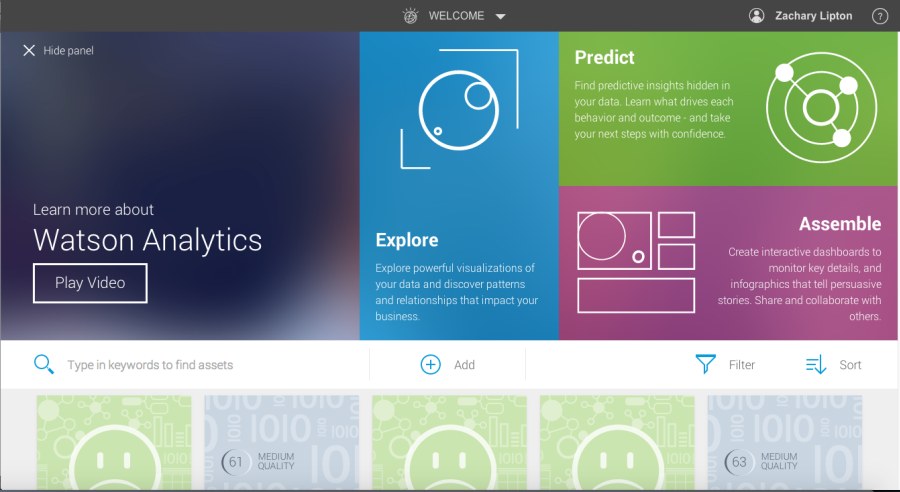 WELCOME
Zachary Lipton
?
Hide panel
Learn more about
Watson Analytics
Play Video
Explore
Explore powerful visualizations of
your data and discover patterns
and relationships that impact your
business.
Predict
Find predictive insights hidden in
your data. Learn what drives each
behavior and outcome - and take
your next steps with confidence.
Assemble
Create interactive dashboards to
monitor key details, and
infographics that tell persuasive
stories. Share and collaborate with
others.
Type in keywords to find assets
Add
Filter
Sort
61
MEDIUM
QUALITY
63
MEDIUM
QUALITY